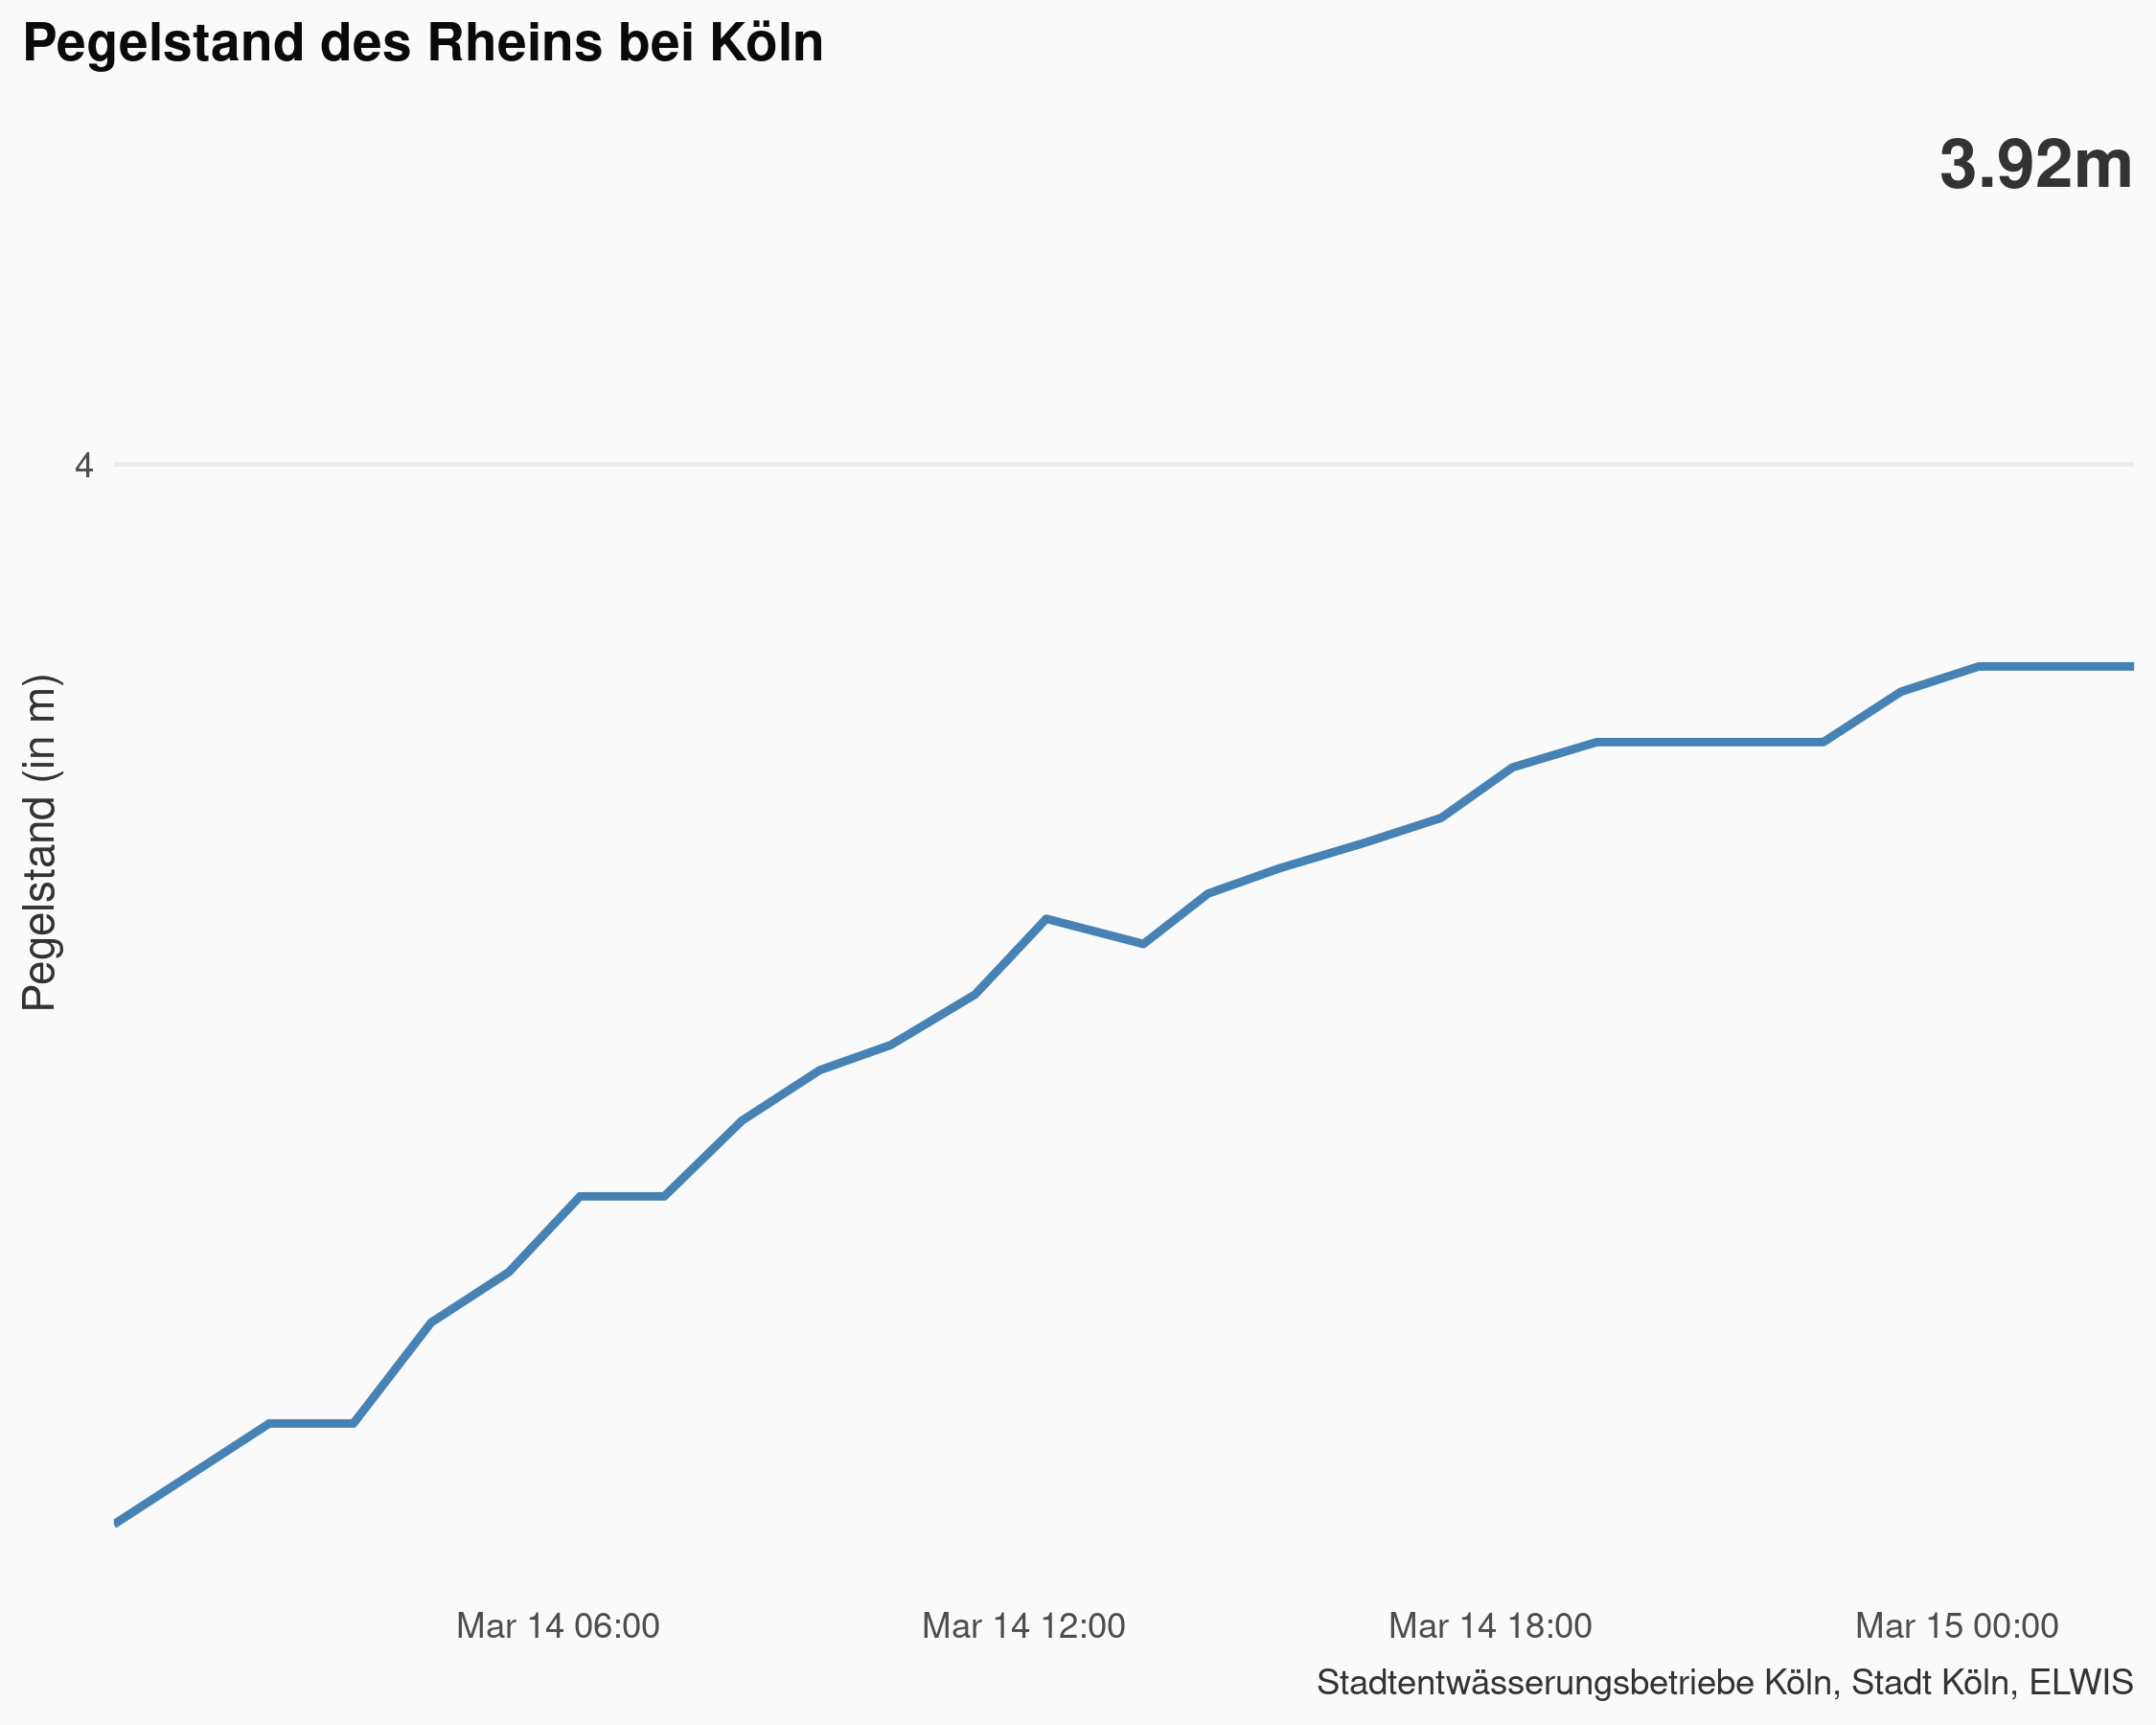 Pegelstand des Rheins bei Köln
3.92m
4
Pegelstand (in m)
Mar 14 06:00 Mar 14 12:00 Mar 14 18:00 Mar 15 00:00
Stadtentwässerungsbetriebe Köln, Stadt Köln, ELWIS